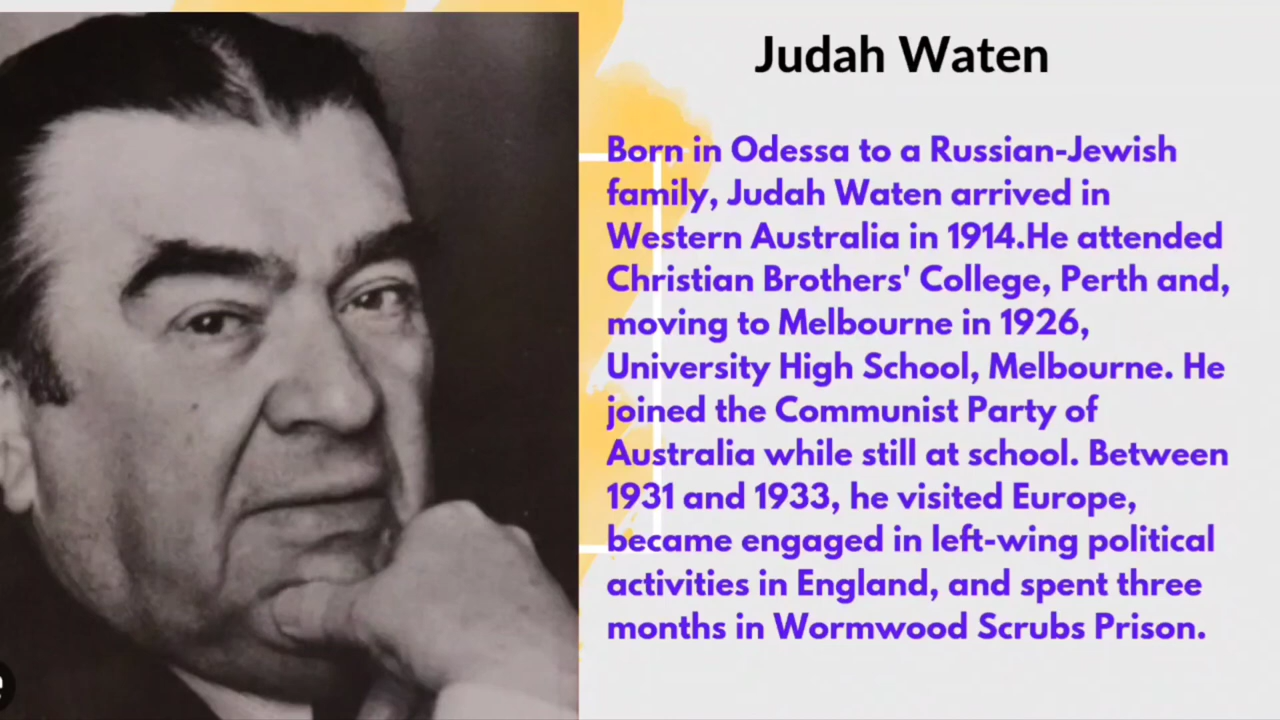 Judah Waten
Born in Odessa to a Russian-Jewish
family, Judah Waten arrived in
Western Australia in 1914.He attended
Christian Brothers' College, Perth and,
moving to Melbourne in 1926,
University High School, Melbourne. He
joined the Communist Party of
Australia while still at school. Between
1931 and 1933, he visited Europe,
became engaged in left-wing political
activities in England, and spent three
months in Wormwood Scrubs Prison.